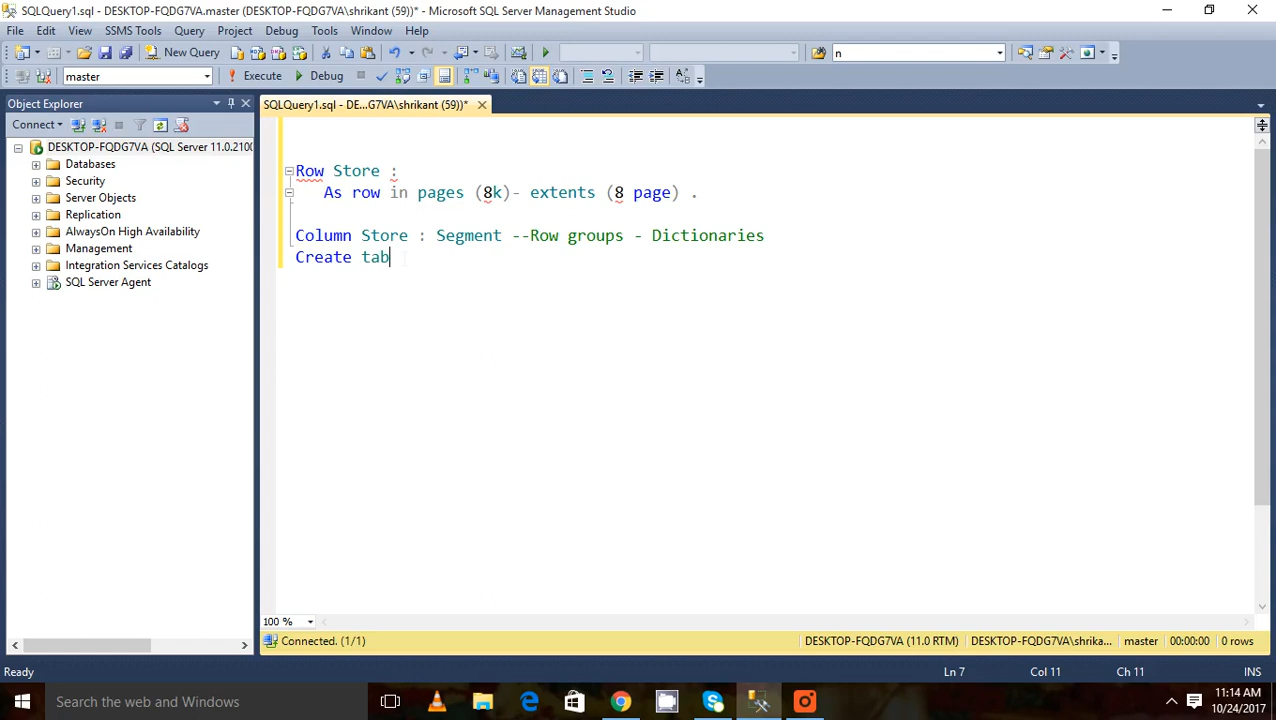 SQLQuery1.sql - DESKTOP-FQDG7VA.master (DESKTOP-FQDG7VA\shrikant (59))* - Microsoft SQL Server Management Studio
File Edit View SSMS Tools Query Project Debug Tools Window Help
New Query n
master Execute Debug
Object Explorer
SQLQuery1.sql - DE...G7VA\shrikant (59))*
Connect
DESKTOP-FQDG7VA (SQL Server 11.0.2100
Databases
Security
Server Objects
Replication
AlwaysOn High Availability
Management
Integration Services Catalogs
SQL Server Agent
Row Store :
As row in pages (8k)- extents (8 page) .
Column Store : Segment --Row groups - Dictionaries
Create tab
100 %
Connected. (1/1) DESKTOP-FQDG7VA (11.0 RTM) DESKTOP-FQDG7VA\shrika... master 00:00:00 0 rows
Ready Ln 7 Col 11 Ch 11 INS
Search the web and Windows
11:14 AM
10/24/2017